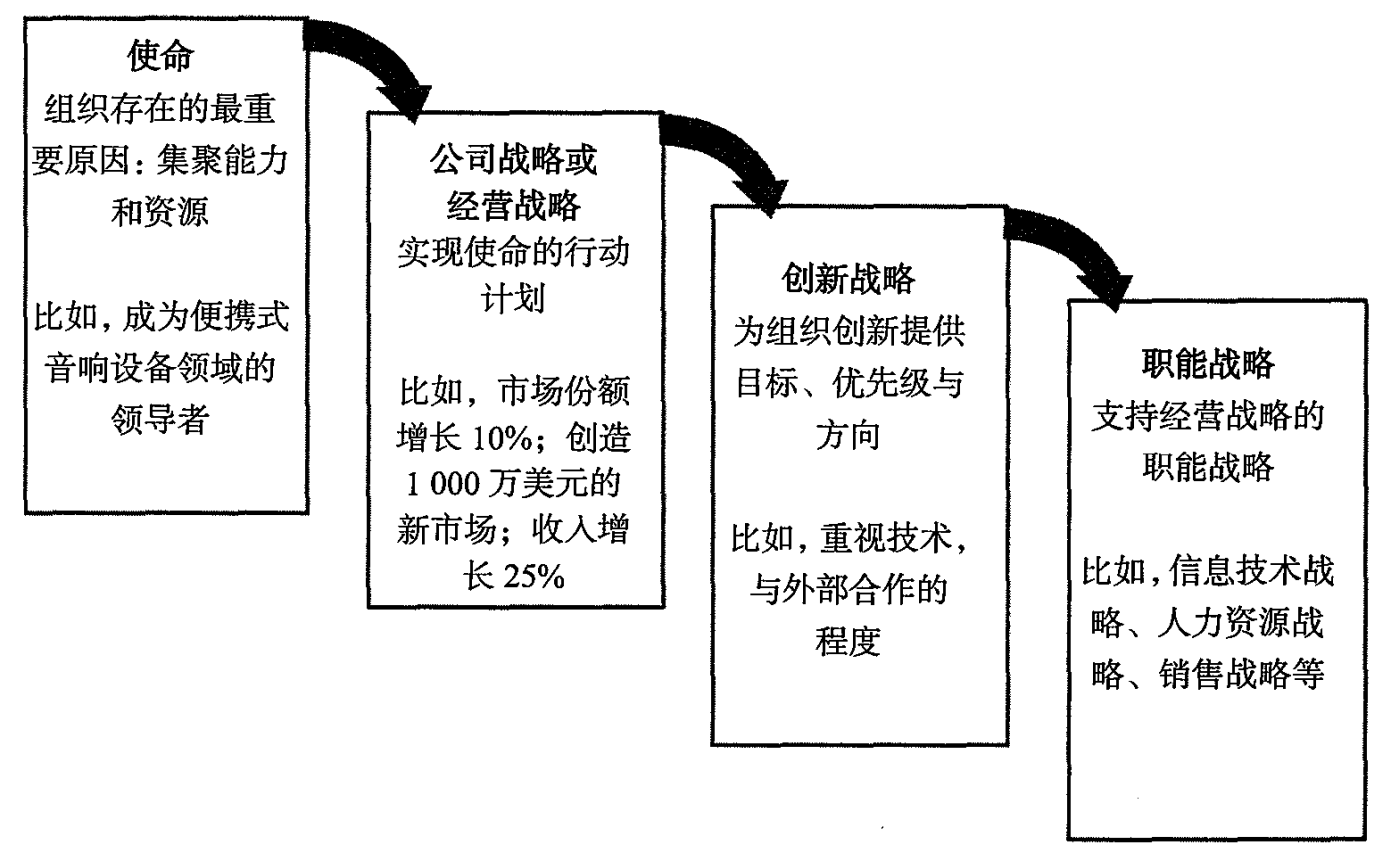 使命
组织存在的最重
要原因：集聚能力
和资源
比如，成为便携式
音响设备领域的
领导者
公司战略或
经营战略
实现使命的行动
计划
比如，市场份额
增长 10%；创造
1 000 万美元的
新市场；收入增
长 25%
创新战略
为组织创新提供
目标、优先级与
方向
比如，重视技术，
与外部合作的
程度
职能战略
支持经营战略的
职能战略
比如，信息技术战
略、人力资源战
略、销售战略等